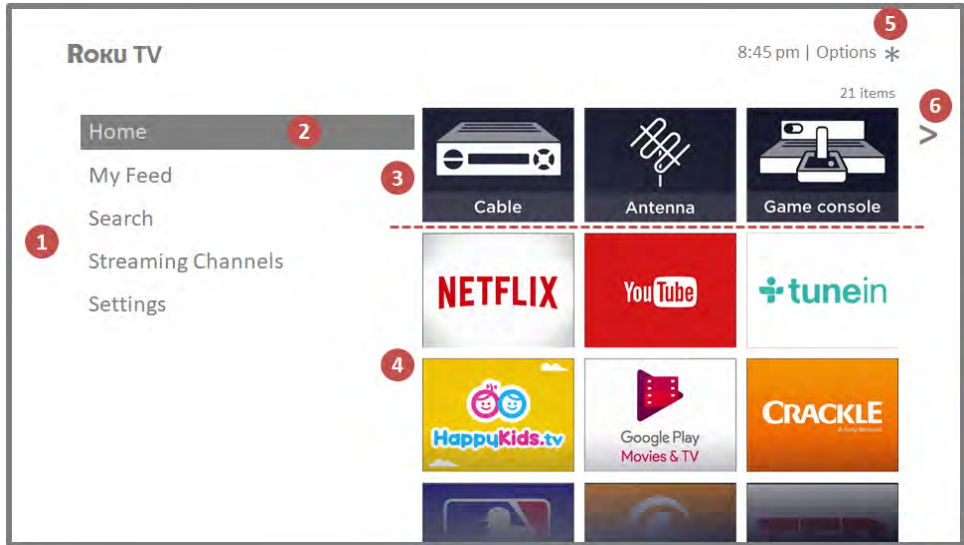 5
ROKU TV
8:45 pm | Options *
21 items
6
>
Home
2
My Feed
3
Search
1
Streaming Channels
Settings
Cable
Antenna
Game console
NETFLIX
YouTube
tunein
4
HappyKids.tv
Google Play
Movies & TV
CRACKLE